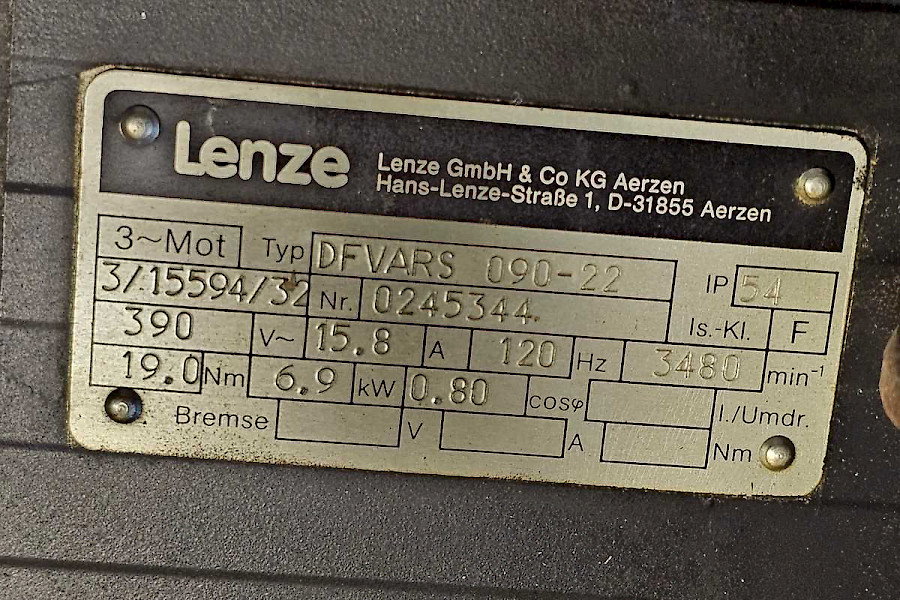 Lenze
Lenze GmbH & Co KG Aerzen
Hans-Lenze-Straße 1, D-31855 Aerzen
3~Mot Typ DFVARS 090-22 IP 54
3/.15594/32 Nr. 0245344. Is.-Kl. F
390 V~ 15.8 A 120 Hz 3480 min⁻¹
19.0 Nm 6.9 kW 0.80 cosφ I./Umdr.
Bremse V A Nm